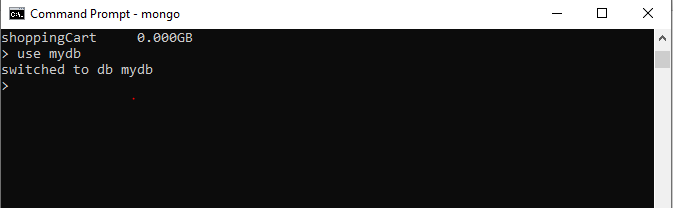 Command Prompt - mongo
shoppingCart 0.000GB
> use mydb
switched to db mydb
>